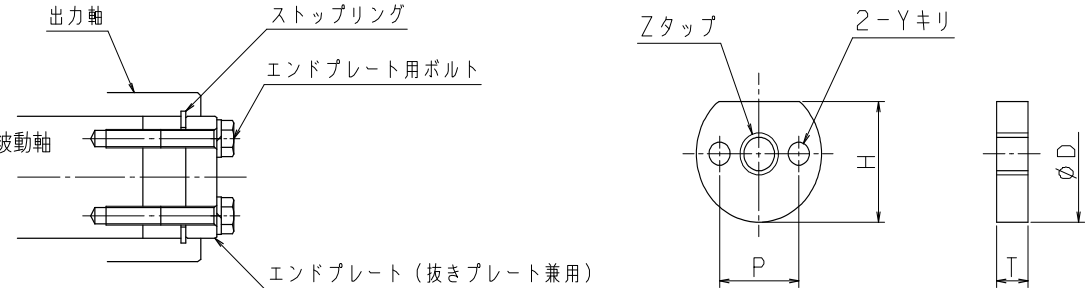 出力軸
ストップリング
エンドプレート用ボルト
被動軸
エンドプレート（抜きプレート兼用）
Zタップ
2-Yキリ
H
P
T
ØD